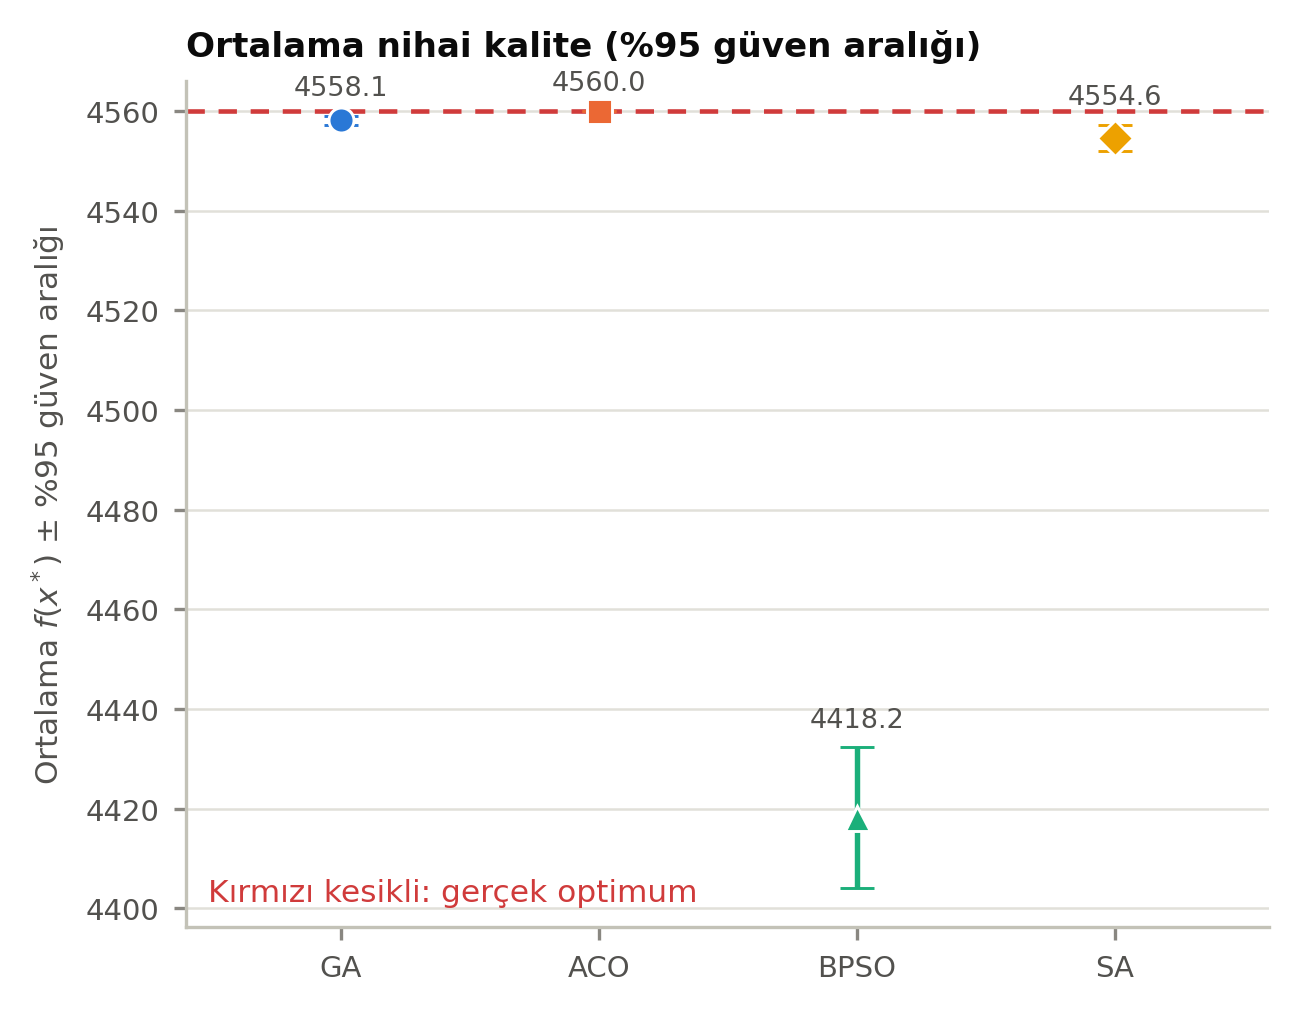 Ortalama nihai kalite (%95 güven aralığı)
4558.1
4560.0
4554.6
4418.2
Ortalama f(x*) ± %95 güven aralığı
4560
4540
4520
4500
4480
4460
4440
4420
4400
Kırmızı kesikli: gerçek optimum
GA
ACO
BPSO
SA